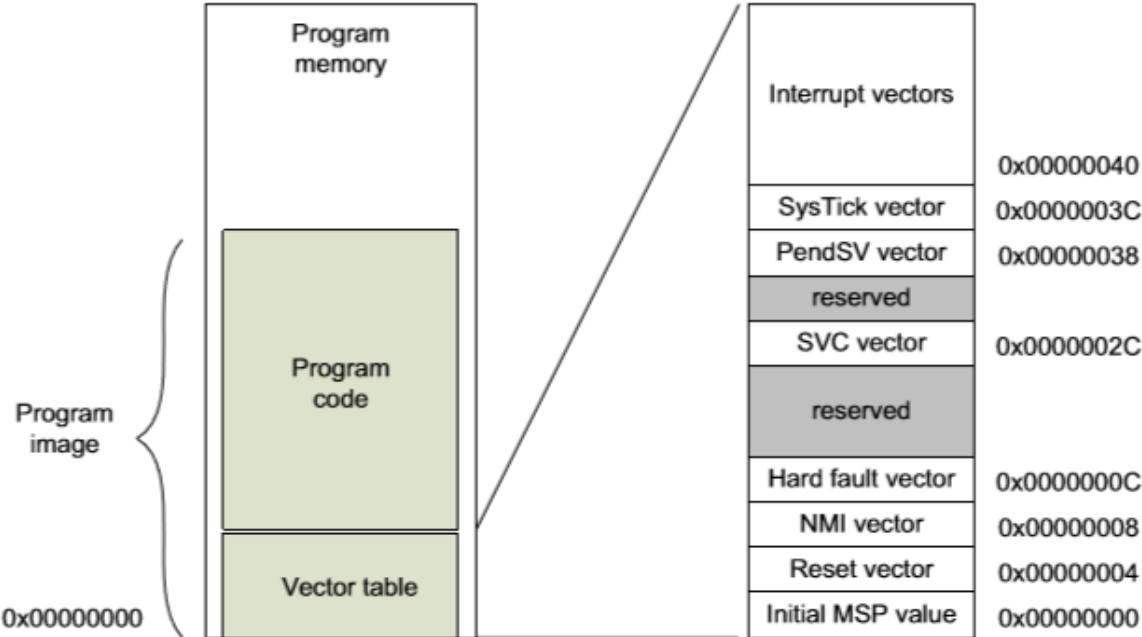 Program
memory
Program
code
Program
image
Vector table
0x00000000
Interrupt vectors
0x00000040
SysTick vector 0x0000003C
PendSV vector 0x00000038
reserved
SVC vector 0x0000002C
reserved
Hard fault vector 0x0000000C
NMI vector 0x00000008
Reset vector 0x00000004
Initial MSP value 0x00000000